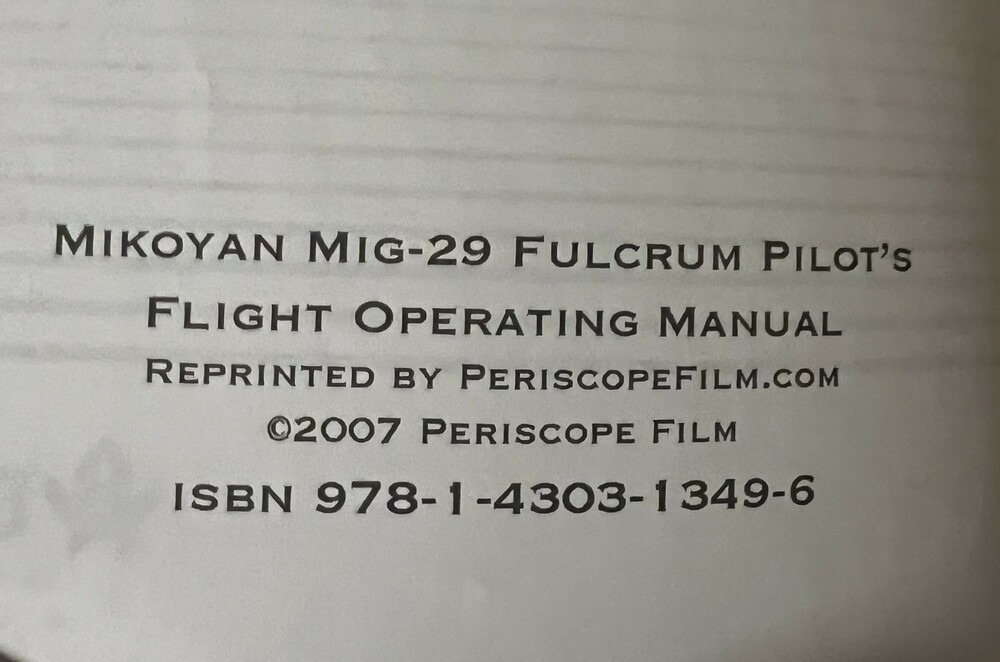 Mikoyan Mig-29 Fulcrum Pilot's
Flight Operating Manual
Reprinted by PeriscopeFilm.com
©2007 Periscope Film
ISBN 978-1-4303-1349-6